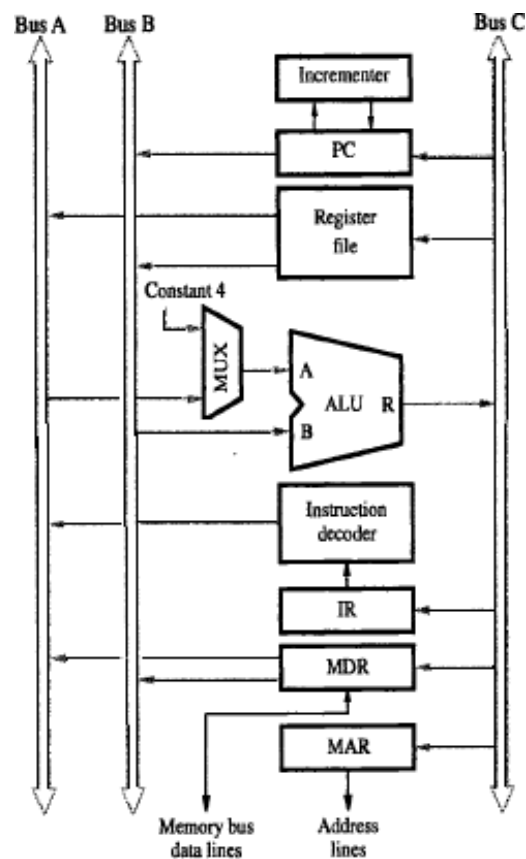 Bus A
Bus B
Bus C
Incrementer
PC
Register
file
Constant 4
MUX
A
ALU
R
B
Instruction
decoder
IR
MDR
MAR
Memory bus
data lines
Address
lines